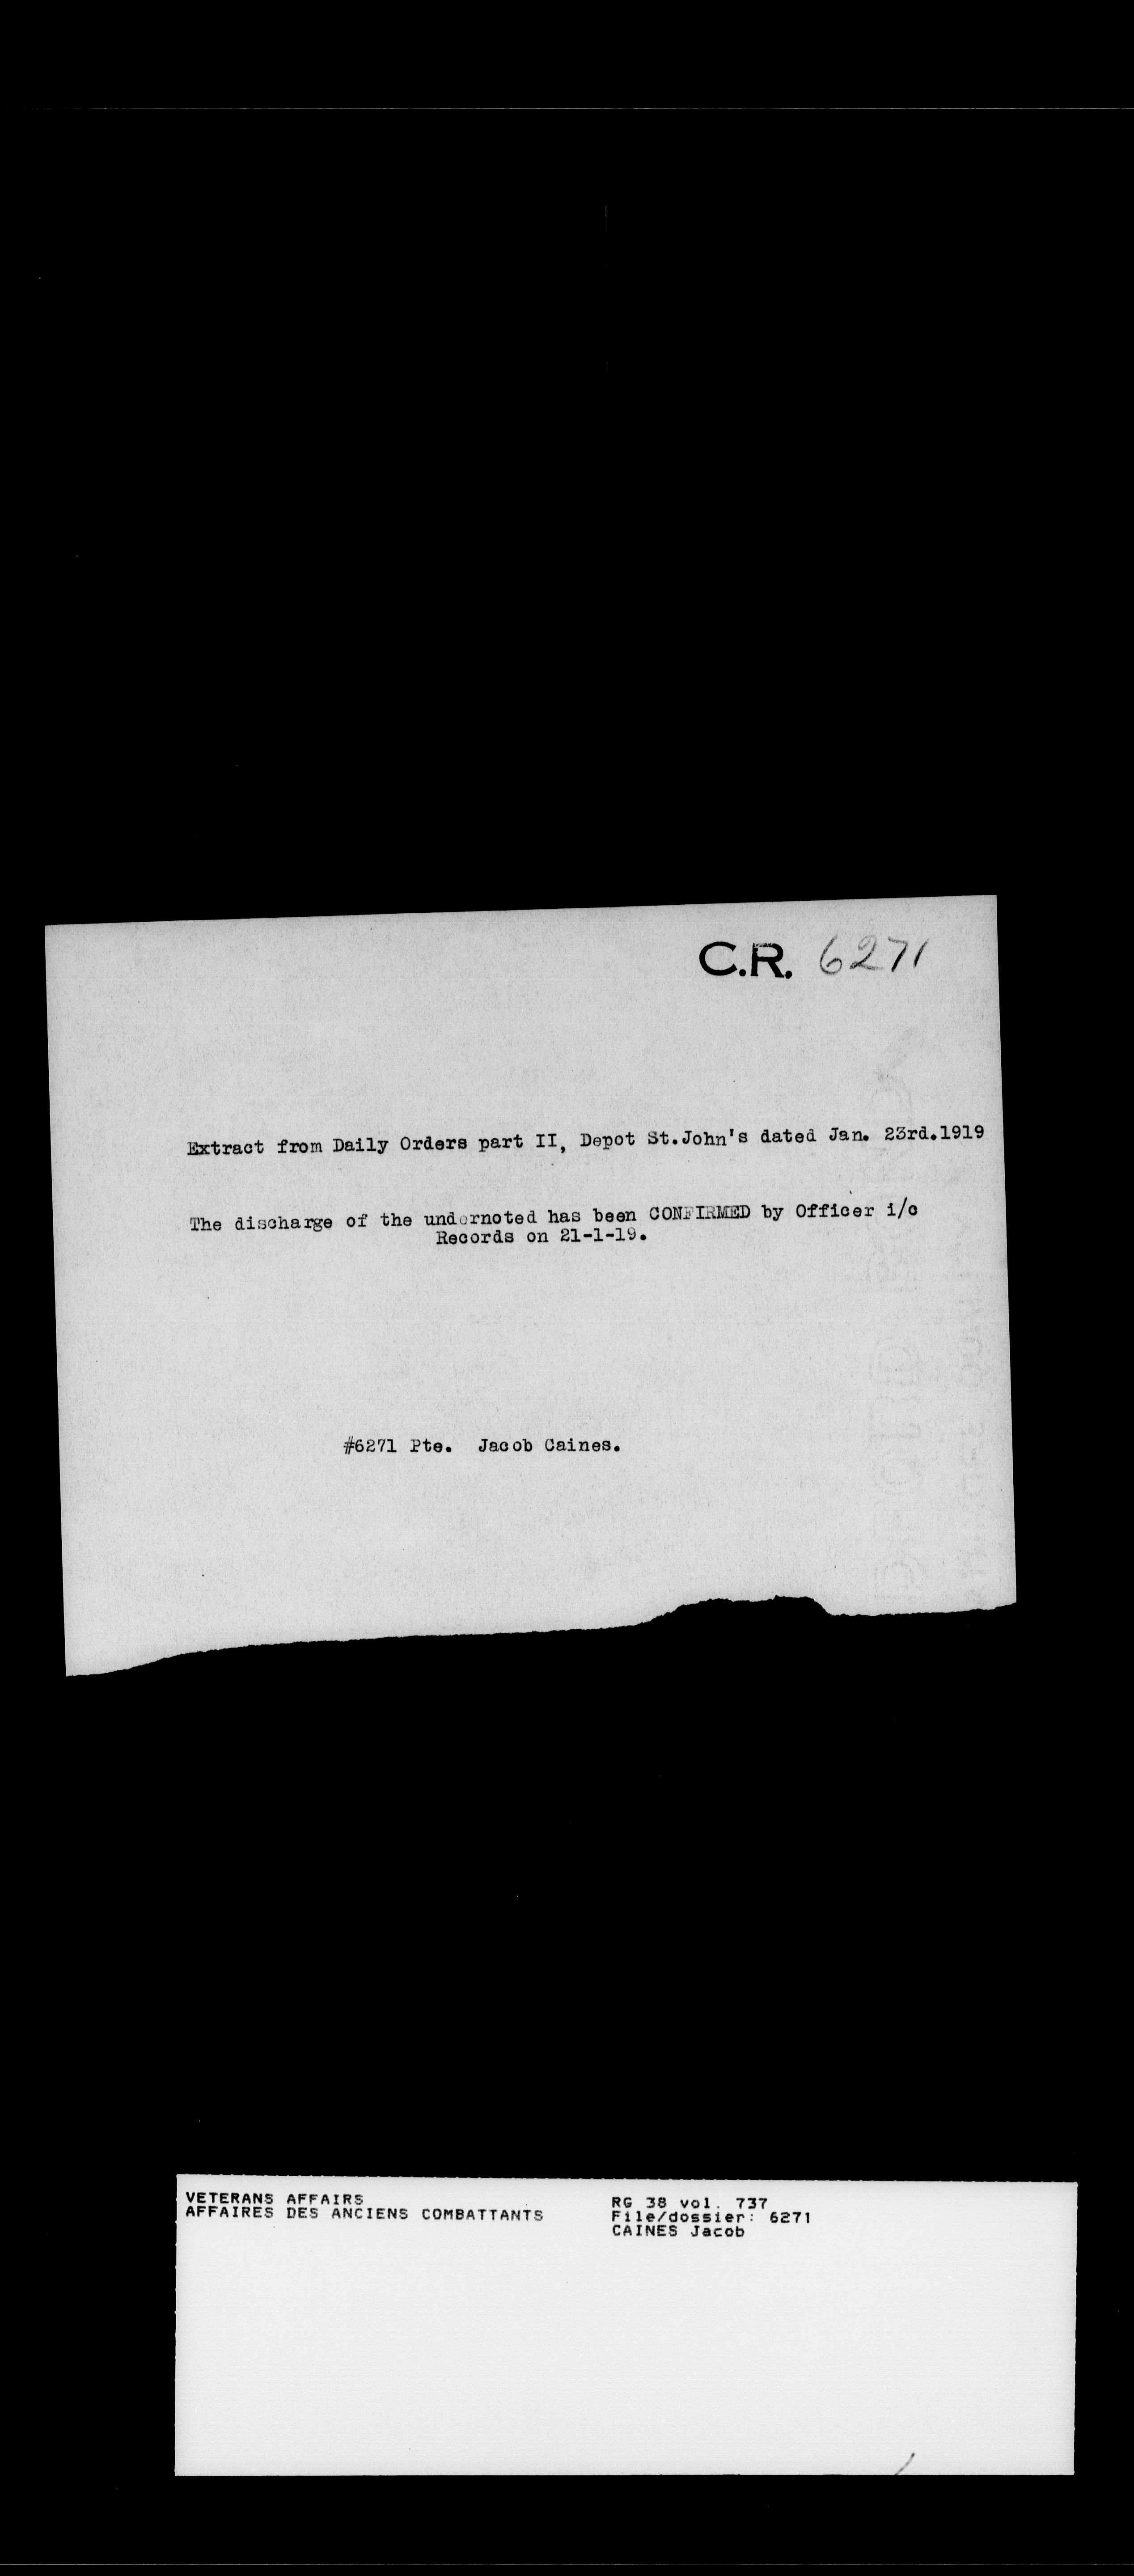 C.R. 6271
Extract from Daily Orders part II, Depot St.John's dated Jan. 23rd.1919
The discharge of the undernoted has been CONFIRMED by Officer i/c
Records on 21-1-19.
#6271 Pte. Jacob Caines.
VETERANS AFFAIRS
AFFAIRES DES ANCIENS COMBATTANTS
RG 38 vol. 737
File/dossier: 6271
CAINES Jacob